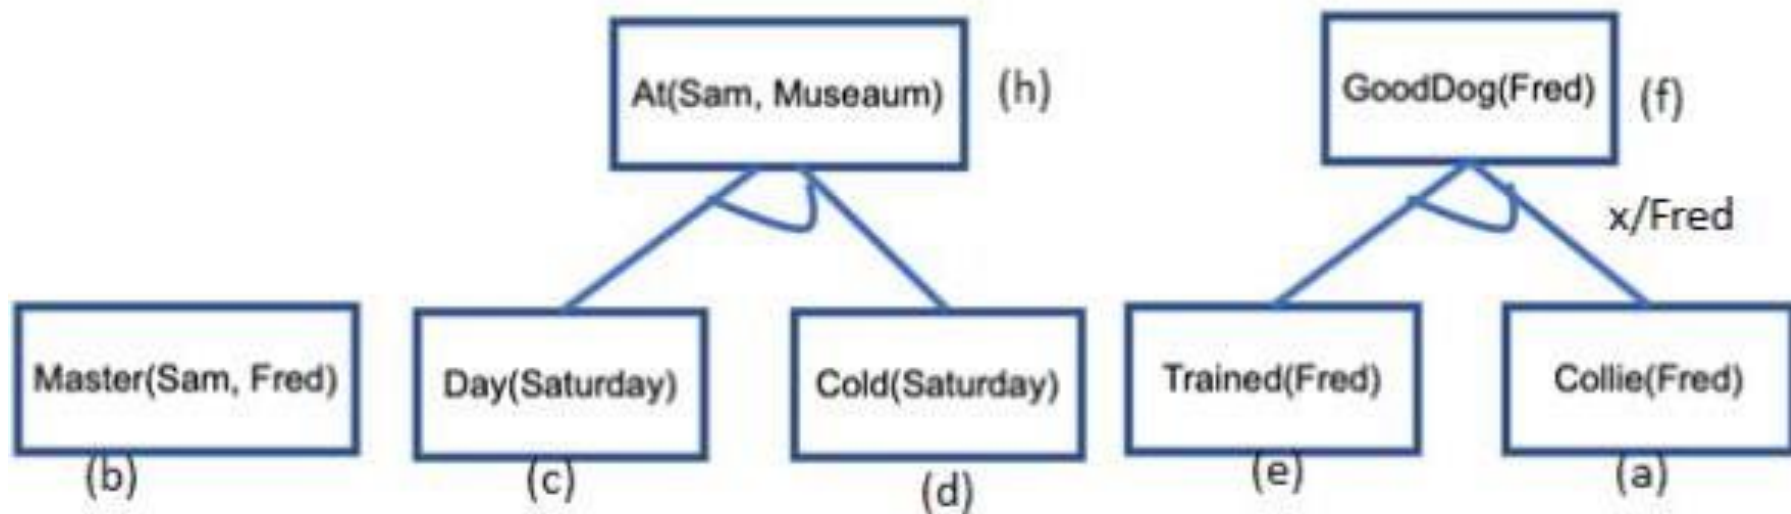 At(Sam, Museaum)
(h)
GoodDog(Fred)
(f)
x/Fred
Master(Sam, Fred)
Day(Saturday)
Cold(Saturday)
Trained(Fred)
Collie(Fred)
(b)
(c)
(d)
(e)
(a)